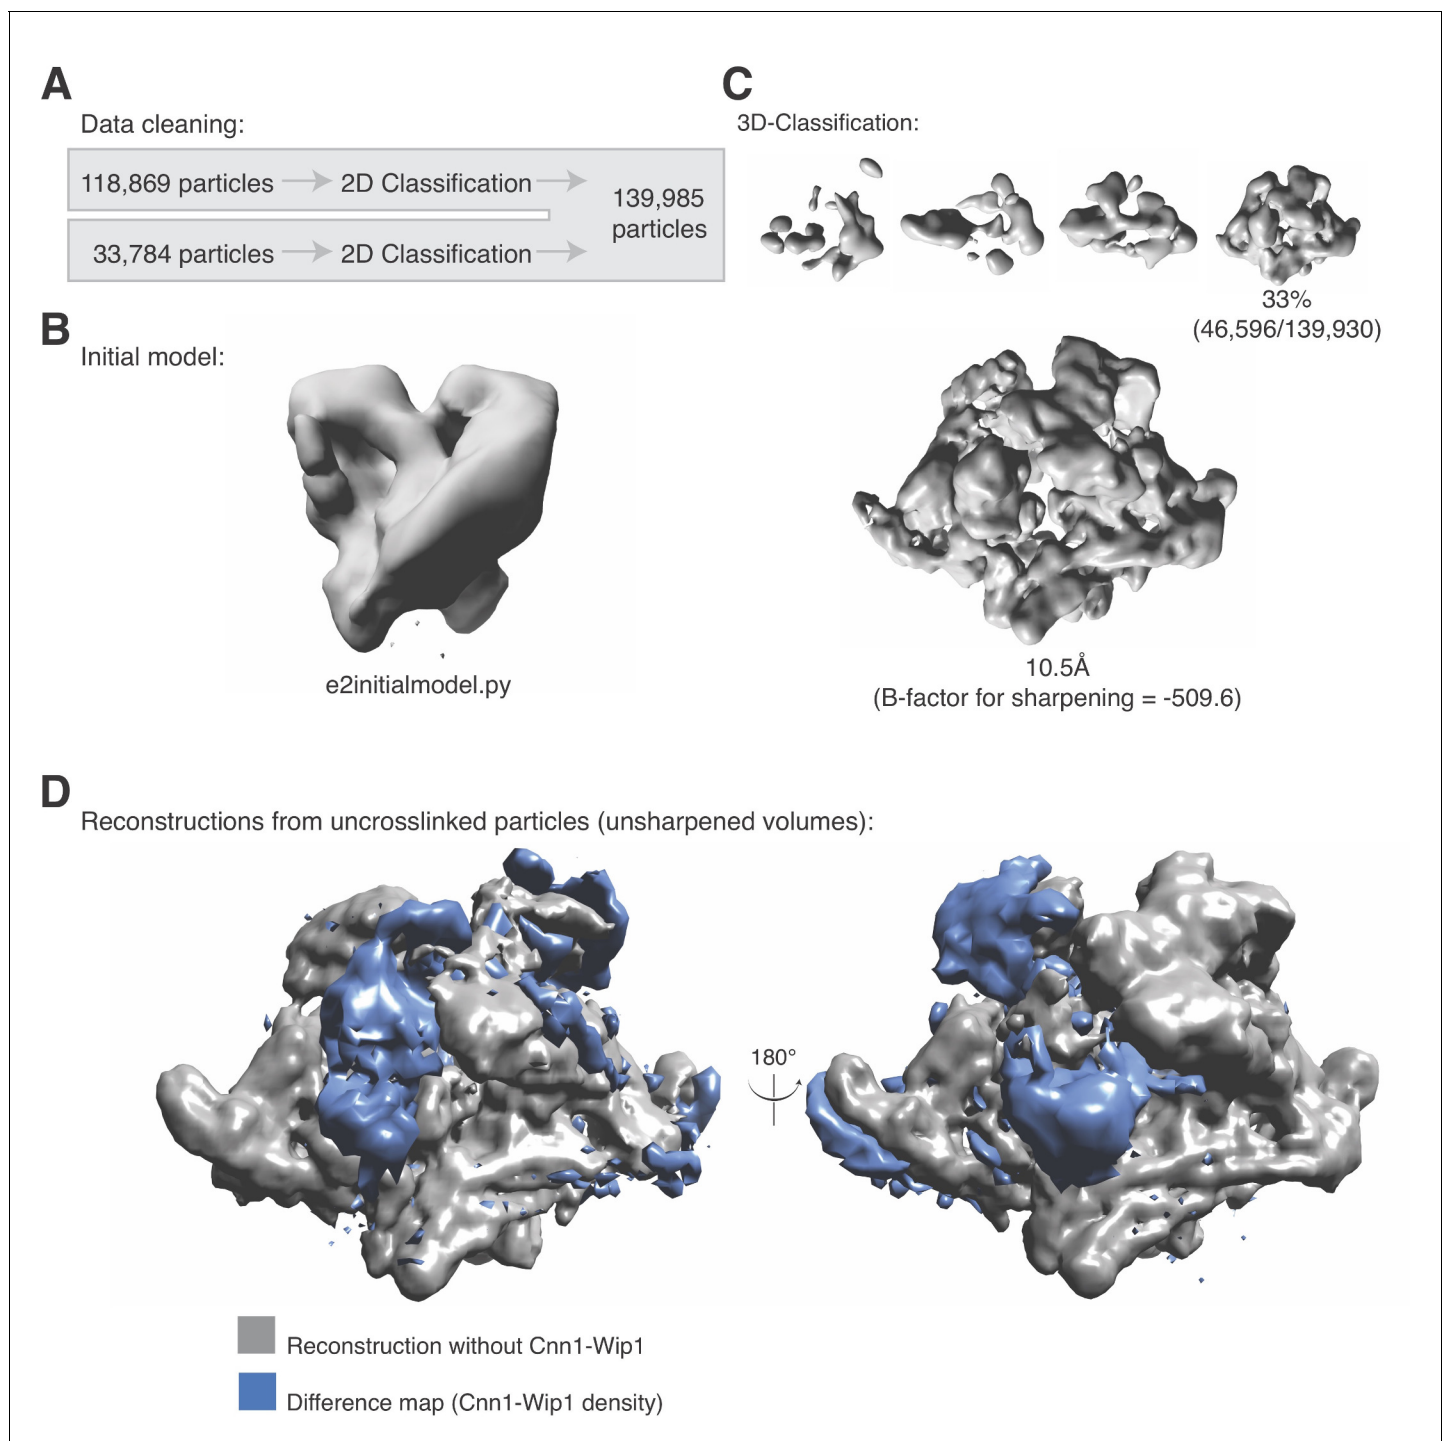 A
Data cleaning:
118,869 particles
2D Classification
33,784 particles
2D Classification
139,985
particles
B
Initial model:
e2initialmodel.py
C
3D-Classification:
33%
(46,596/139,930)
10.5Å
(B-factor for sharpening = -509.6)
D
Reconstructions from uncrosslinked particles (unsharpened volumes):
180°
Reconstruction without Cnn1-Wip1
Difference map (Cnn1-Wip1 density)